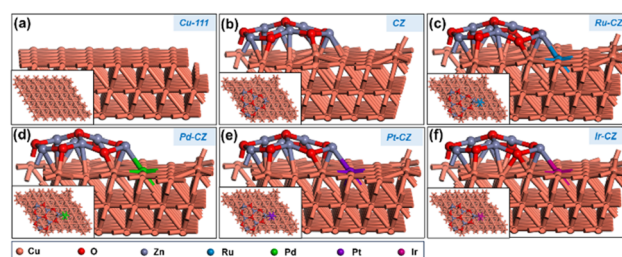 (a) Cu-111
(b) CZ
(c) Ru-CZ
(d) Pd-CZ
(e) Pt-CZ
(f) Ir-CZ
Cu O Zn Ru Pd Pt Ir